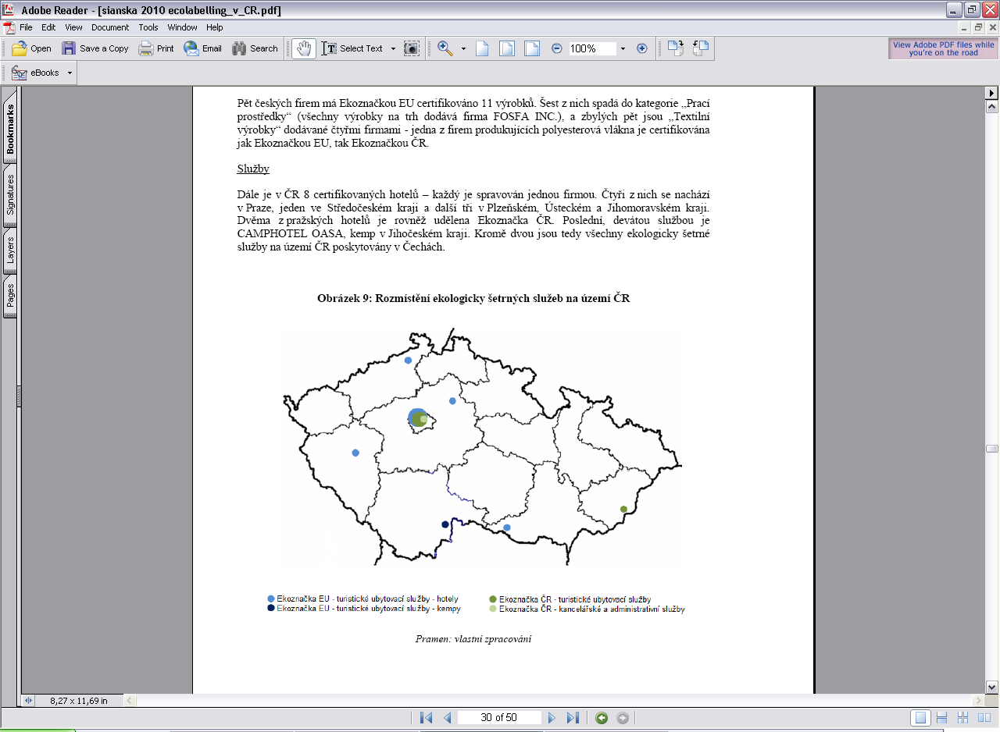 Adobe Reader - [sianska 2010 ecolabelling_v_CR.pdf]
File Edit View Document Tools Window Help
Open Save a Copy Print Email Search Select Text 100%
View Adobe PDF files while
you're on the road
eBooks
Bookmarks
Signatures
Layers
Pages
Pět českých firem má Ekoznačkou EU certifikováno 11 výrobků. Šest z nich spadá do kategorie „Prací
prostředky“ (všechny výrobky na trh dodává firma FOSFA INC.), a zbylých pět jsou „Textilní
výrobky“ dodávané čtyřmi firmami - jedna z firem produkujících polyesterová vlákna je certifikována
jak Ekoznačkou EU, tak Ekoznačkou ČR.
Služby
Dále je v ČR 8 certifikovaných hotelů – každý je spravován jednou firmou. Čtyři z nich se nachází
v Praze, jeden ve Středočeském kraji a další tři v Plzeňském, Ústeckém a Jihomoravském kraji.
Dvěma z pražských hotelů je rovněž udělena Ekoznačka ČR. Poslední, devátou službou je
CAMPHOTEL OASA, kemp v Jihočeském kraji. Kromě dvou jsou tedy všechny ekologicky šetrné
služby na území ČR poskytovány v Čechách.
Obrázek 9: Rozmístění ekologicky šetrných služeb na území ČR
Ekoznačka EU - turistické ubytovací služby - hotely
Ekoznačka EU - turistické ubytovací služby - kempy
Ekoznačka ČR - turistické ubytovací služby
Ekoznačka ČR - kancelářské a administrativní služby
Pramen: vlastní zpracování
8,27 x 11,69 in
30 of 50